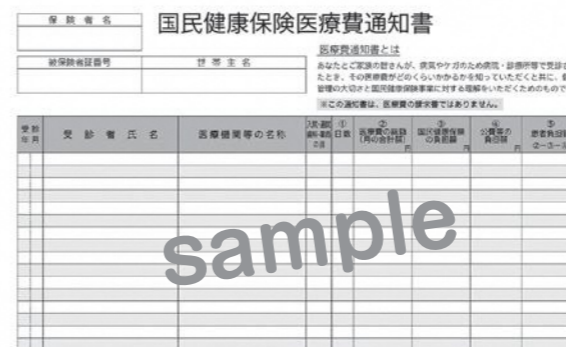 保険者名
国民健康保険医療費通知書
被保険者証番号
世帯主名
医療費通知書とは
あなたとご家族の皆さんが、病気やケガのため病院・診療所等で受診さ
たとき、その医療費がどのくらいかかるかを知っていただくと共に、健
管理の大切さと国民健康保険事業に対する理解をいただくためのもので
※この通知書は、医療費の請求書ではありません。
受診年月
受診者氏名
医療機関等の名称
①
日数
②
医療費の総額
(月の合計額)
円
③
国民健康保険
の負担額
円
④
公費等の
負担額
円
⑤
患者負担
②-③-
sample